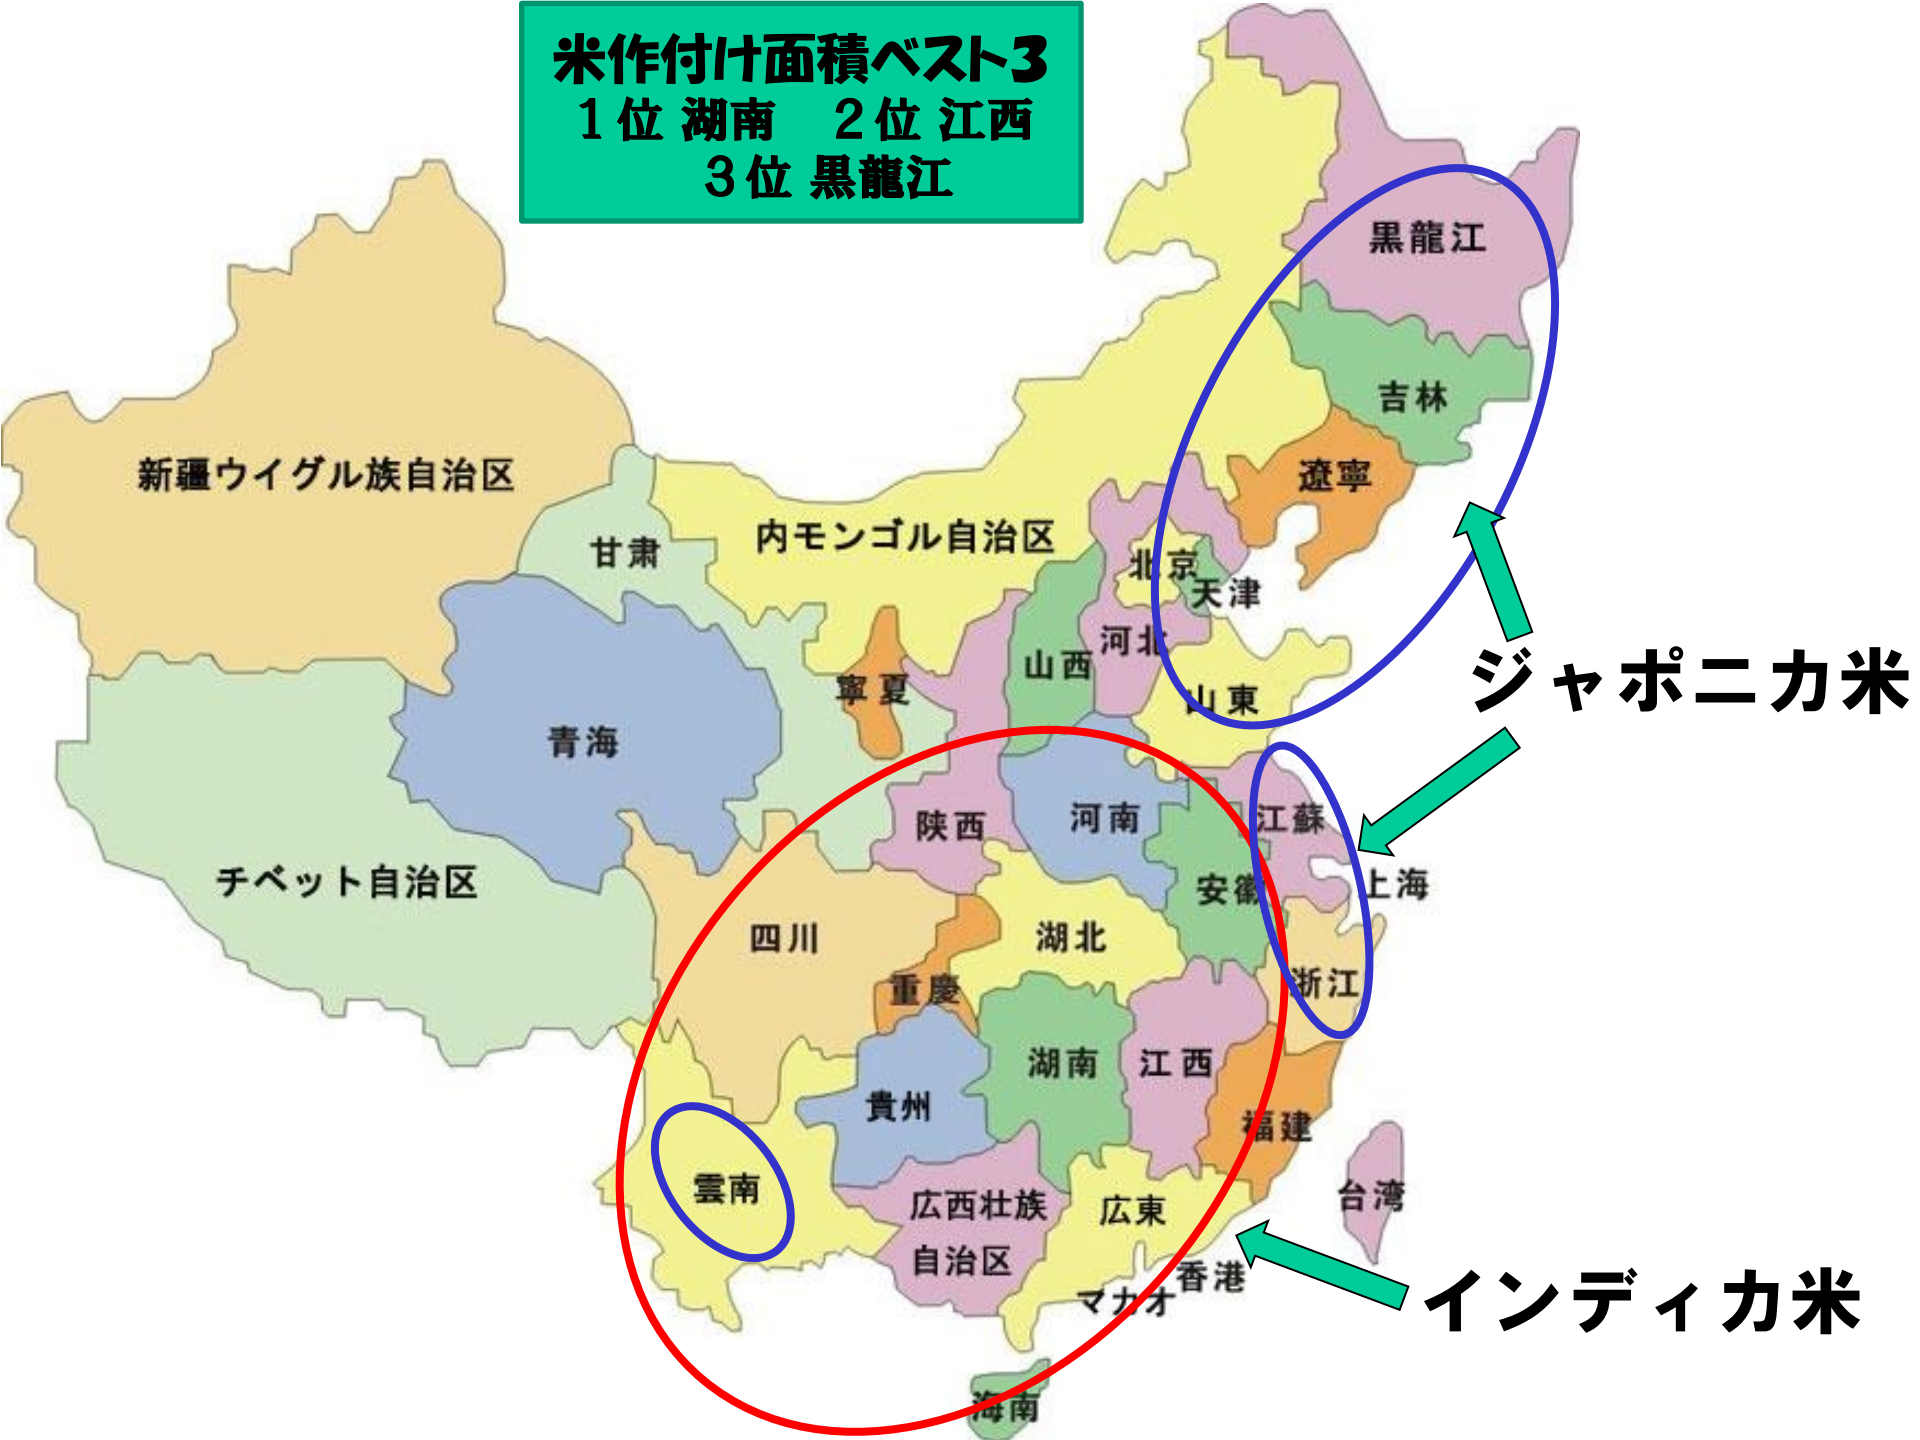 米作付け面積ベスト3
1位 湖南　2位 江西
3位 黒龍江
黒龍江
吉林
遼寧
新疆ウイグル族自治区
甘肃
内モンゴル自治区
北京
天津
河北
山西
寧夏
山東
ジャポニカ米
青海
陕西
河南
江蘇
チベット自治区
安徽
上海
四川
湖北
重慶
浙江
湖南
江西
貴州
福建
雲南
台湾
広西壮族
自治区
広東
香港
マカオ
インディカ米
海南